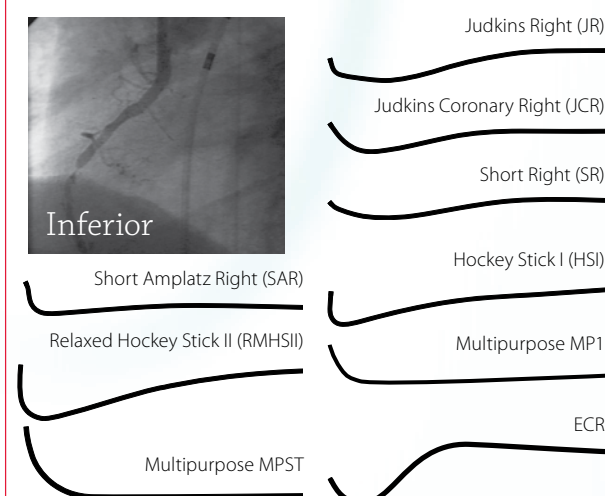 Inferior
Short Amplatz Right (SAR)
Relaxed Hockey Stick II (RMHSII)
Multipurpose MPST
Judkins Right (JR)
Judkins Coronary Right (JCR)
Short Right (SR)
Hockey Stick I (HSI)
Multipurpose MP1
ECR